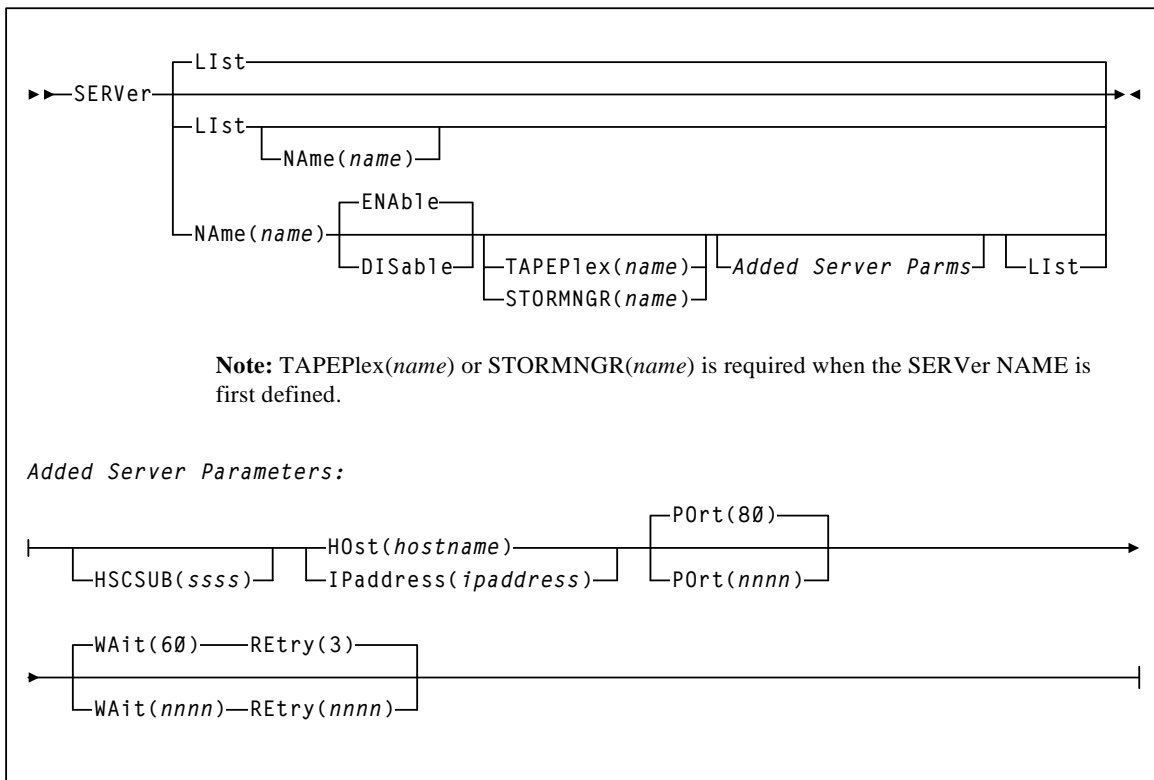 LIst
SERVer
LIst
NAme(name)
ENAble
NAme(name)
DISable
TAPEPlex(name)
Added Server Parms
LIst
STORMNGR(name)
Note: TAPEPlex(name) or STORMNGR(name) is required when the SERVer NAME is
first defined.
Added Server Parameters:
POrt(80)
HOst(hostname)
HSCSUB(ssss)
IPaddress(ipaddress)
POrt(nnnn)
WAit(60) REtry(3)
WAit(nnnn) REtry(nnnn)